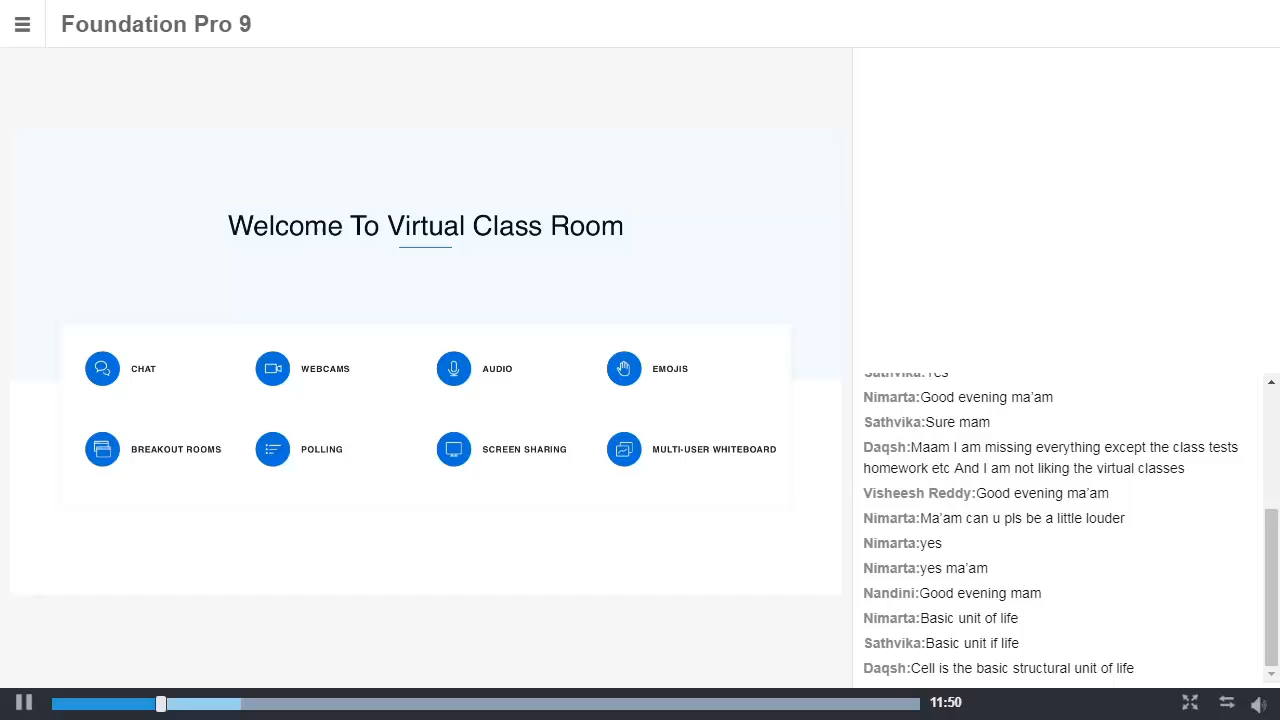 Foundation Pro 9
Welcome To Virtual Class Room
CHAT
WEBCAMS
AUDIO
EMOJIS
BREAKOUT ROOMS
POLLING
SCREEN SHARING
MULTI-USER WHITEBOARD
Sathvika:Yes
Nimarta:Good evening ma'am
Sathvika:Sure mam
Daqsh:Maam I am missing everything except the class tests
homework etc And I am not liking the virtual classes
Visheesh Reddy:Good evening ma'am
Nimarta:Ma'am can u pls be a little louder
Nimarta:yes
Nimarta:yes ma'am
Nandini:Good evening mam
Nimarta:Basic unit of life
Sathvika:Basic unit if life
Daqsh:Cell is the basic structural unit of life
11:50